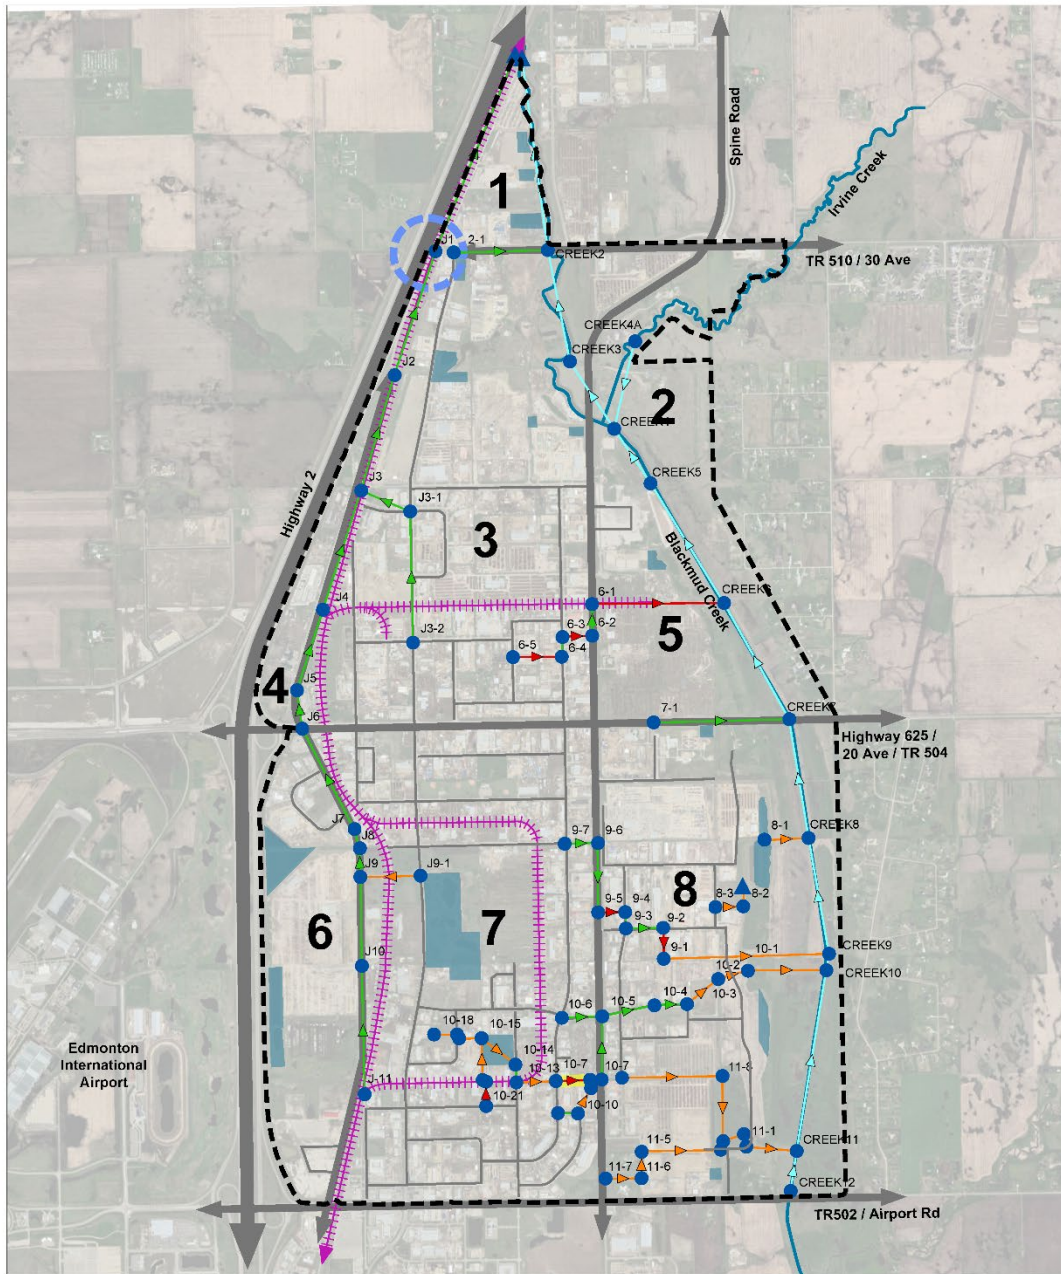 Spine Road
Irvine Creek
1
J1
2-1
CREEK2
TR 510 / 30 Ave
CREEK4A
CREEK3
J2
2
CREEK5
Highway 2
J3
J3-1
3
Blackmud Creek
CREEK6
J4
6-1
6-3
6-2
5
J3-2
6-5
6-4
4
J5
J6
7-1
CREEK7
Highway 625 /
20 Ave / TR 504
J7
J8
9-7
9-6
8-1
CREEK8
J9
J9-1
8
9-5
9-4
8-3
8-2
6
7
9-3
9-2
9-1
10-1
CREEK9
J10
10-2
CREEK10
10-3
10-4
10-6
10-5
10-18
10-15
Edmonton
International
Airport
10-14
10-13
10-7
10-7
11-8
J-11
10-21
10-10
11-5
11-1
CREEK11
11-7
11-6
CREEK12
TR502 / Airport Rd